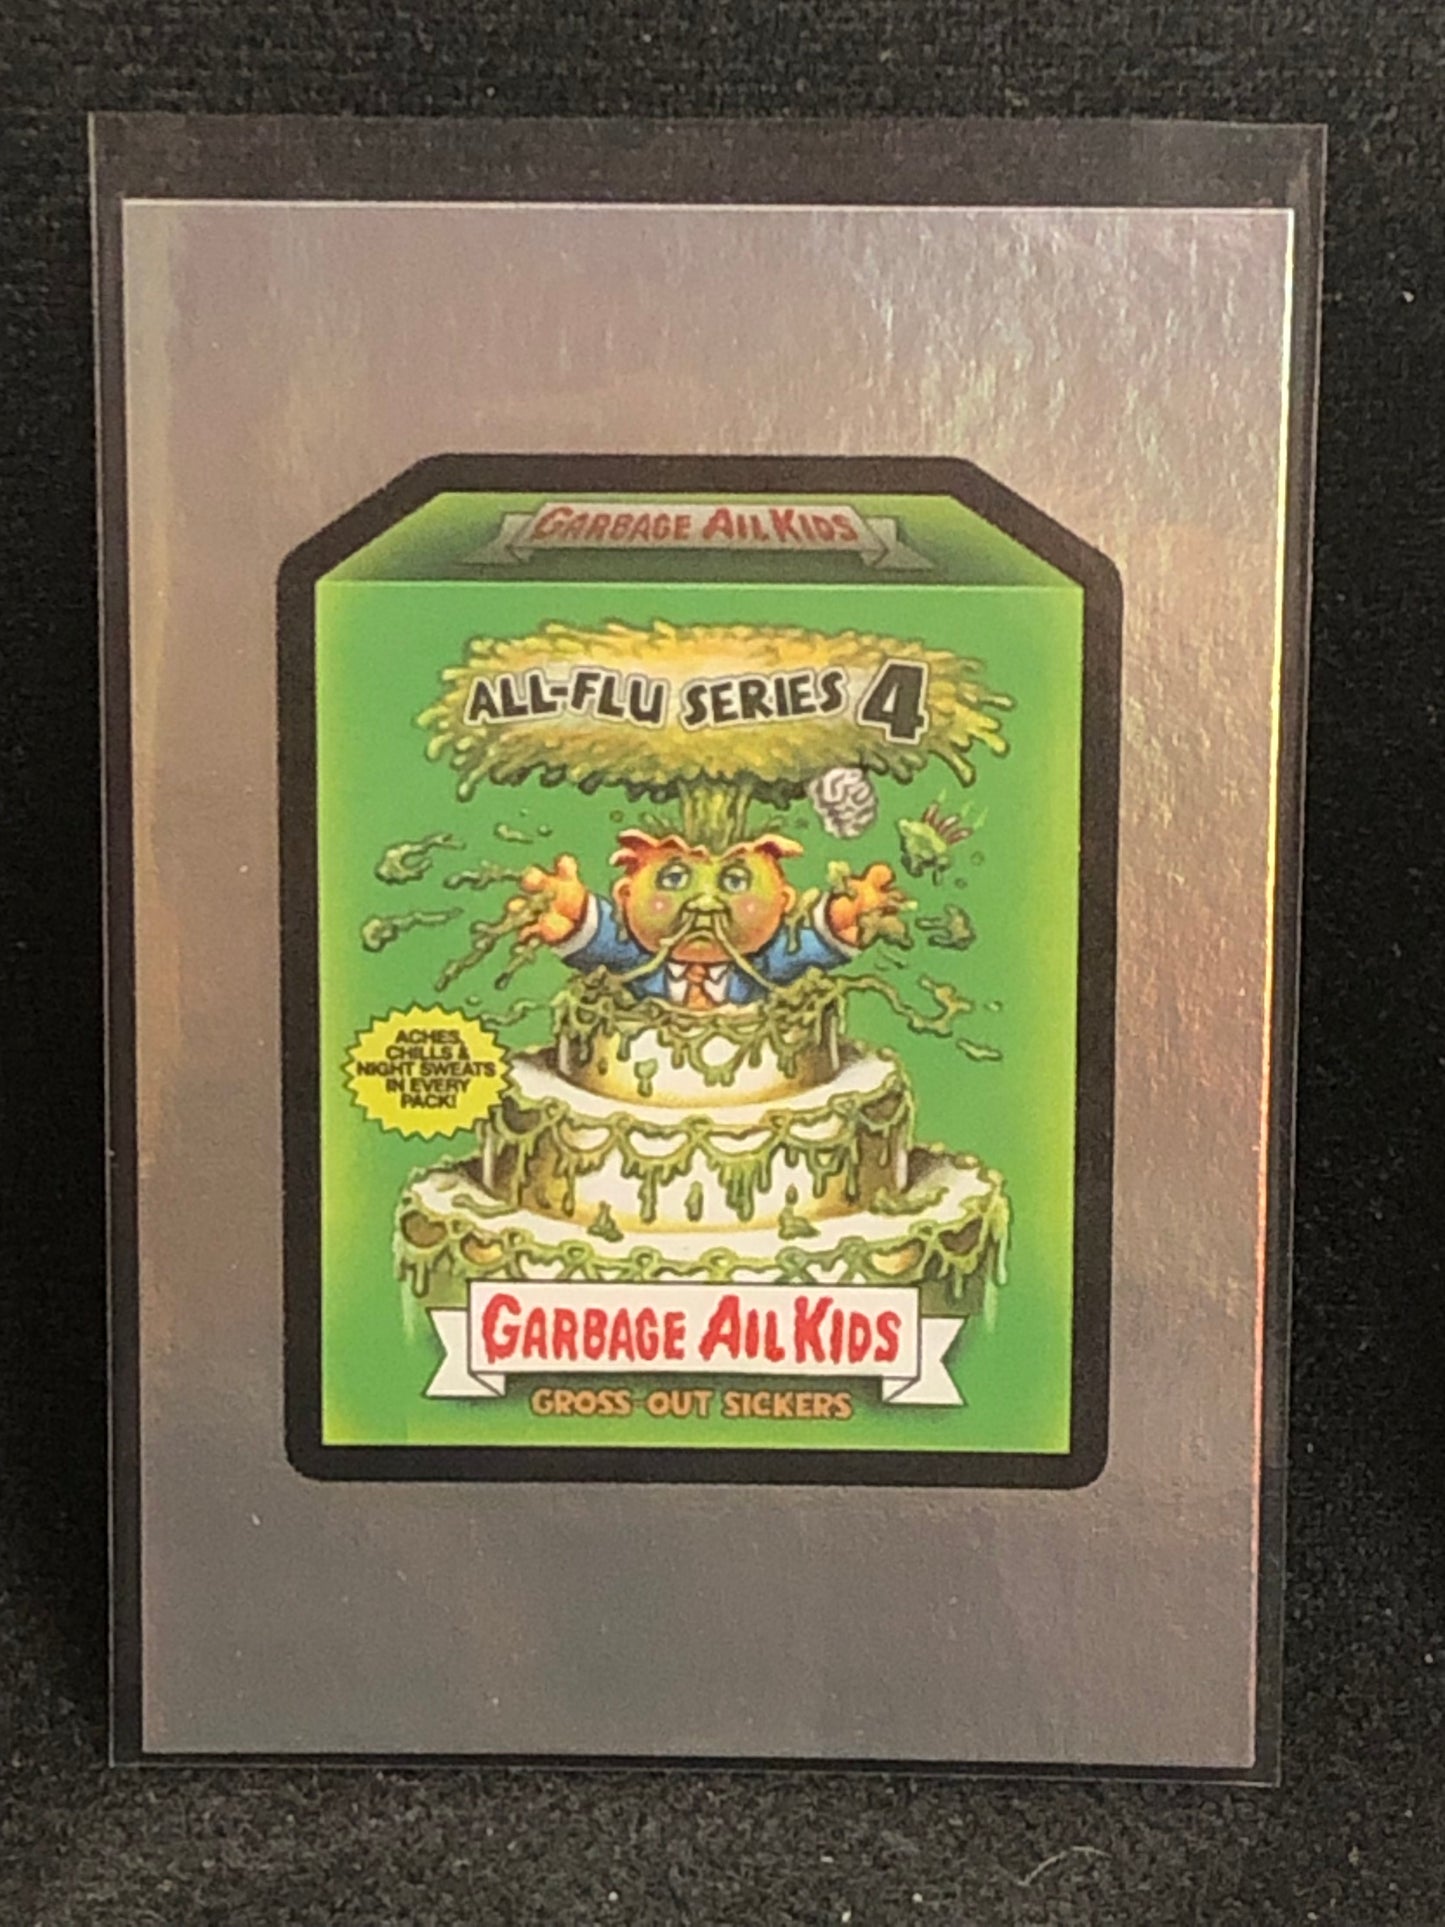 GARBAGE AIL KIDS
ALL-FLU SERIES 4
ACHES,
CHILLS &
NIGHT SWEATS
IN EVERY
PACK!
GARBAGE AIL KIDS
GROSS-OUT SICKERS